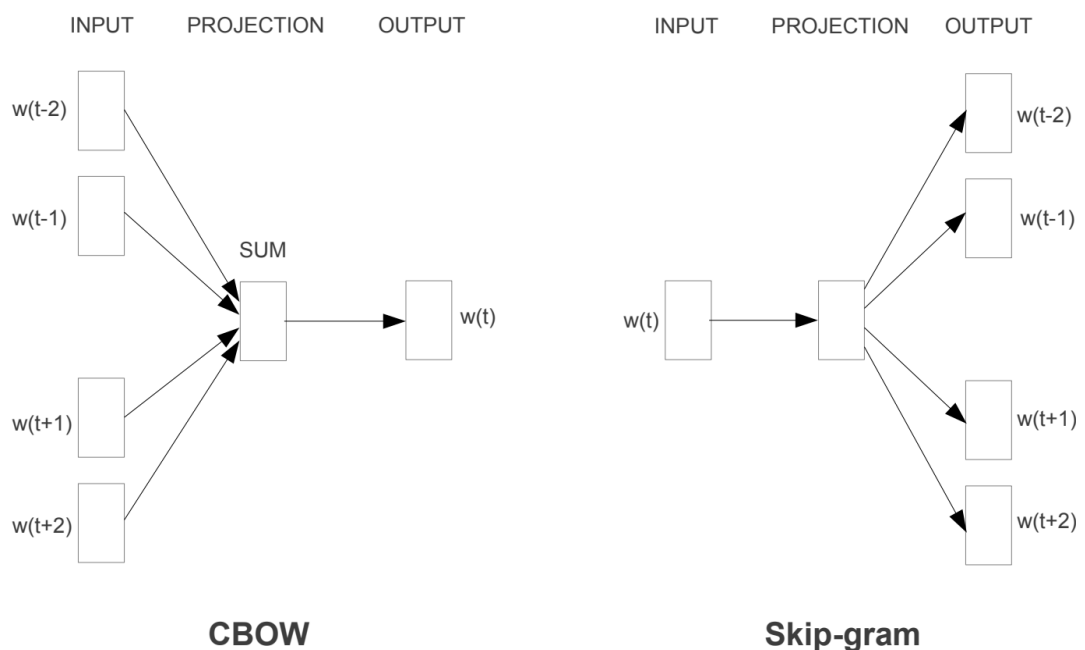 INPUT PROJECTION OUTPUT
w(t-2)
w(t-1)
SUM
w(t)
w(t+1)
w(t+2)
CBOW
INPUT PROJECTION OUTPUT
w(t-2)
w(t-1)
w(t)
w(t+1)
w(t+2)
Skip-gram